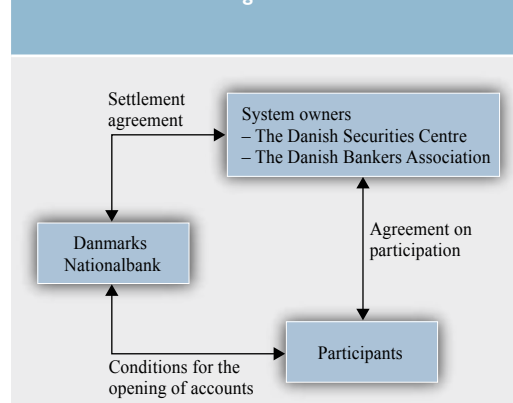 Settlement
agreement
System owners
– The Danish Securities Centre
– The Danish Bankers Association
Danmarks
Nationalbank
Agreement on
participation
Participants
Conditions for the
opening of accounts